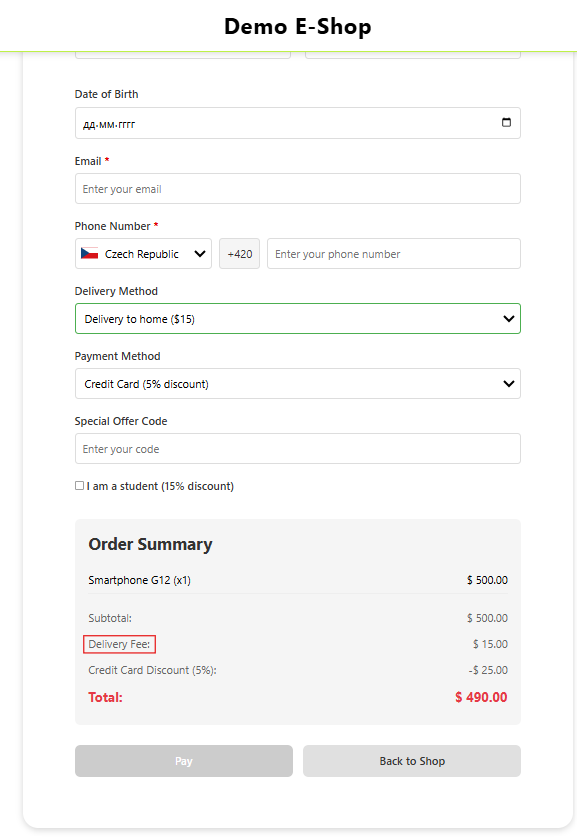 Demo E-Shop
Date of Birth
дд.мм.гггг
Email *
Enter your email
Phone Number *
Czech Republic +420 Enter your phone number
Delivery Method
Delivery to home ($15)
Payment Method
Credit Card (5% discount)
Special Offer Code
Enter your code
I am a student (15% discount)
Order Summary
Smartphone G12 (x1) $ 500.00
Subtotal: $ 500.00
Delivery Fee: $ 15.00
Credit Card Discount (5%): -$ 25.00
Total: $ 490.00
Pay Back to Shop